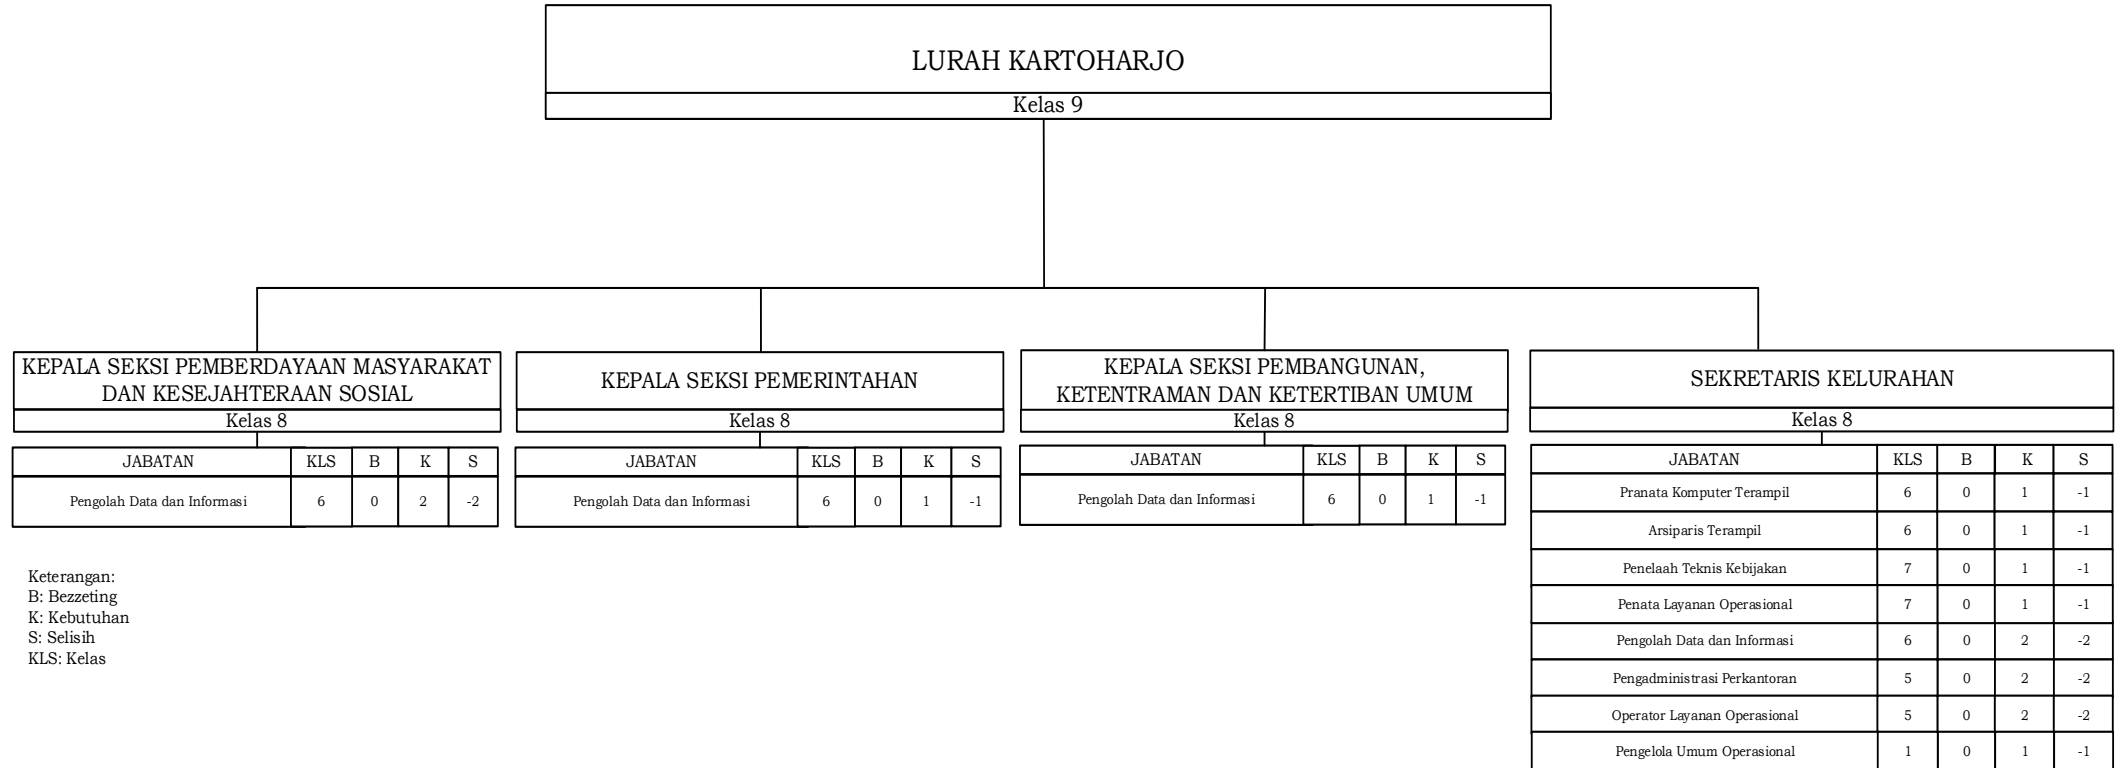 LURAH KARTOHARJO
Kelas 9
KEPALA SEKSI PEMBERDAYAAN MASYARAKAT
DAN KESEJAHTERAAN SOSIAL
Kelas 8
JABATAN KLS B K S
Pengolah Data dan Informasi 6 0 2 -2
KEPALA SEKSI PEMERINTAHAN
Kelas 8
JABATAN KLS B K S
Pengolah Data dan Informasi 6 0 1 -1
KEPALA SEKSI PEMBANGUNAN,
KETENTRAMAN DAN KETERTIBAN UMUM
Kelas 8
JABATAN KLS B K S
Pengolah Data dan Informasi 6 0 1 -1
SEKRETARIS KELURAHAN
Kelas 8
JABATAN KLS B K S
Pranata Komputer Terampil 6 0 1 -1
Arsiparis Terampil 6 0 1 -1
Penelaah Teknis Kebijakan 7 0 1 -1
Penata Layanan Operasional 7 0 1 -1
Pengolah Data dan Informasi 6 0 2 -2
Pengadministrasi Perkantoran 5 0 2 -2
Operator Layanan Operasional 5 0 2 -2
Pengelola Umum Operasional 1 0 1 -1
Keterangan:
B: Bezzeting
K: Kebutuhan
S: Selisih
KLS: Kelas